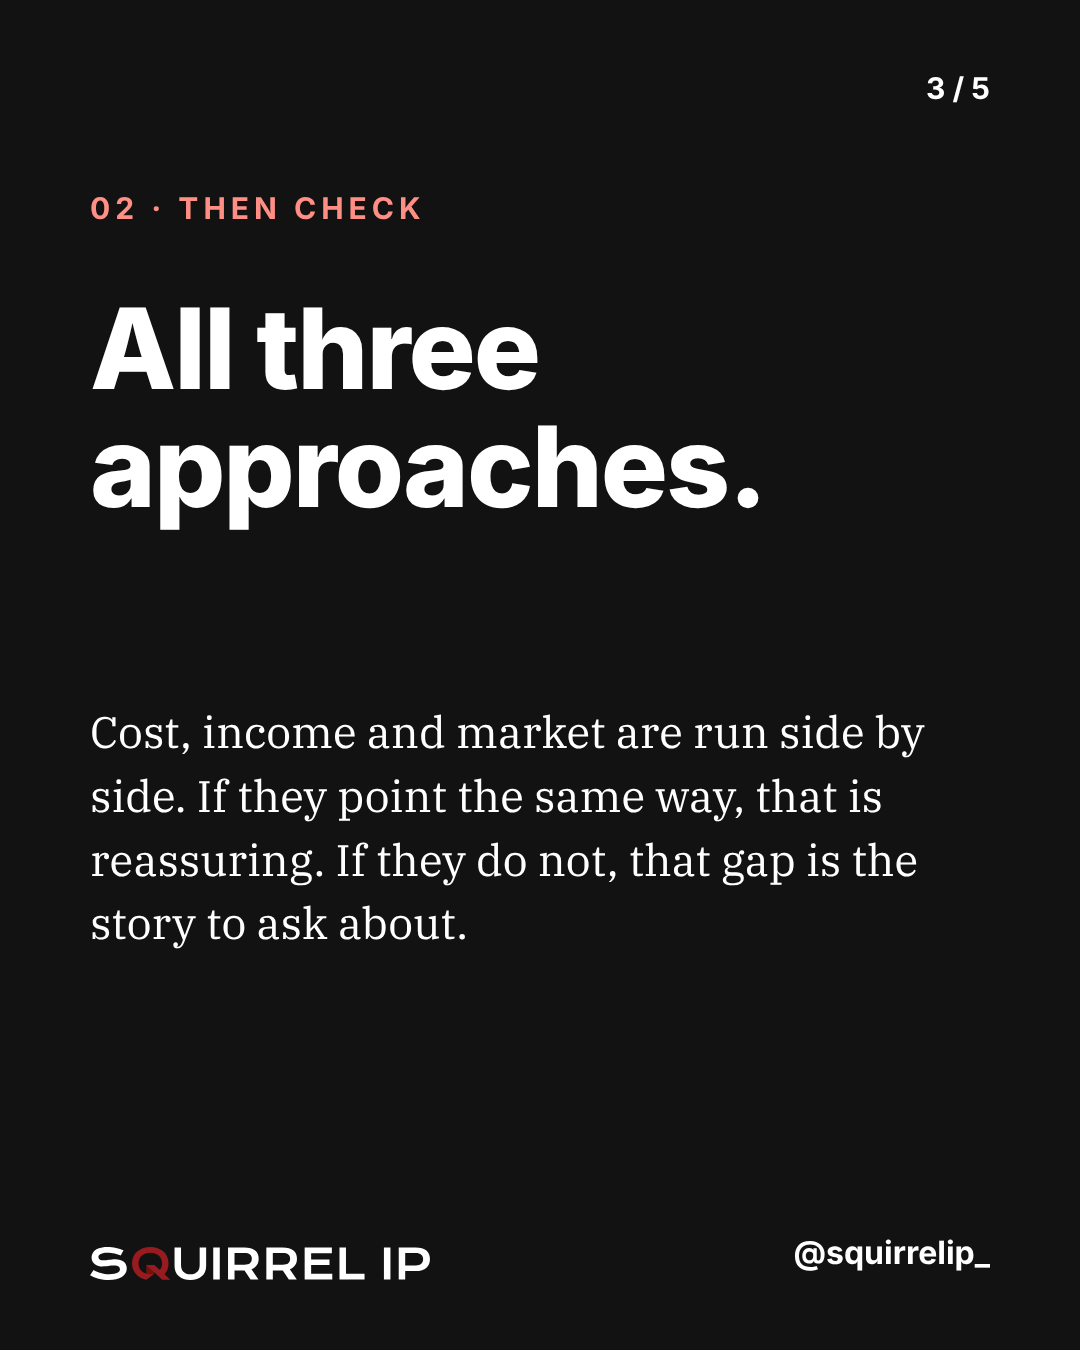 3 / 5
02 · THEN CHECK
All three
approaches.
Cost, income and market are run side by
side. If they point the same way, that is
reassuring. If they do not, that gap is the
story to ask about.
SQUIRREL IP
@squirrelip_